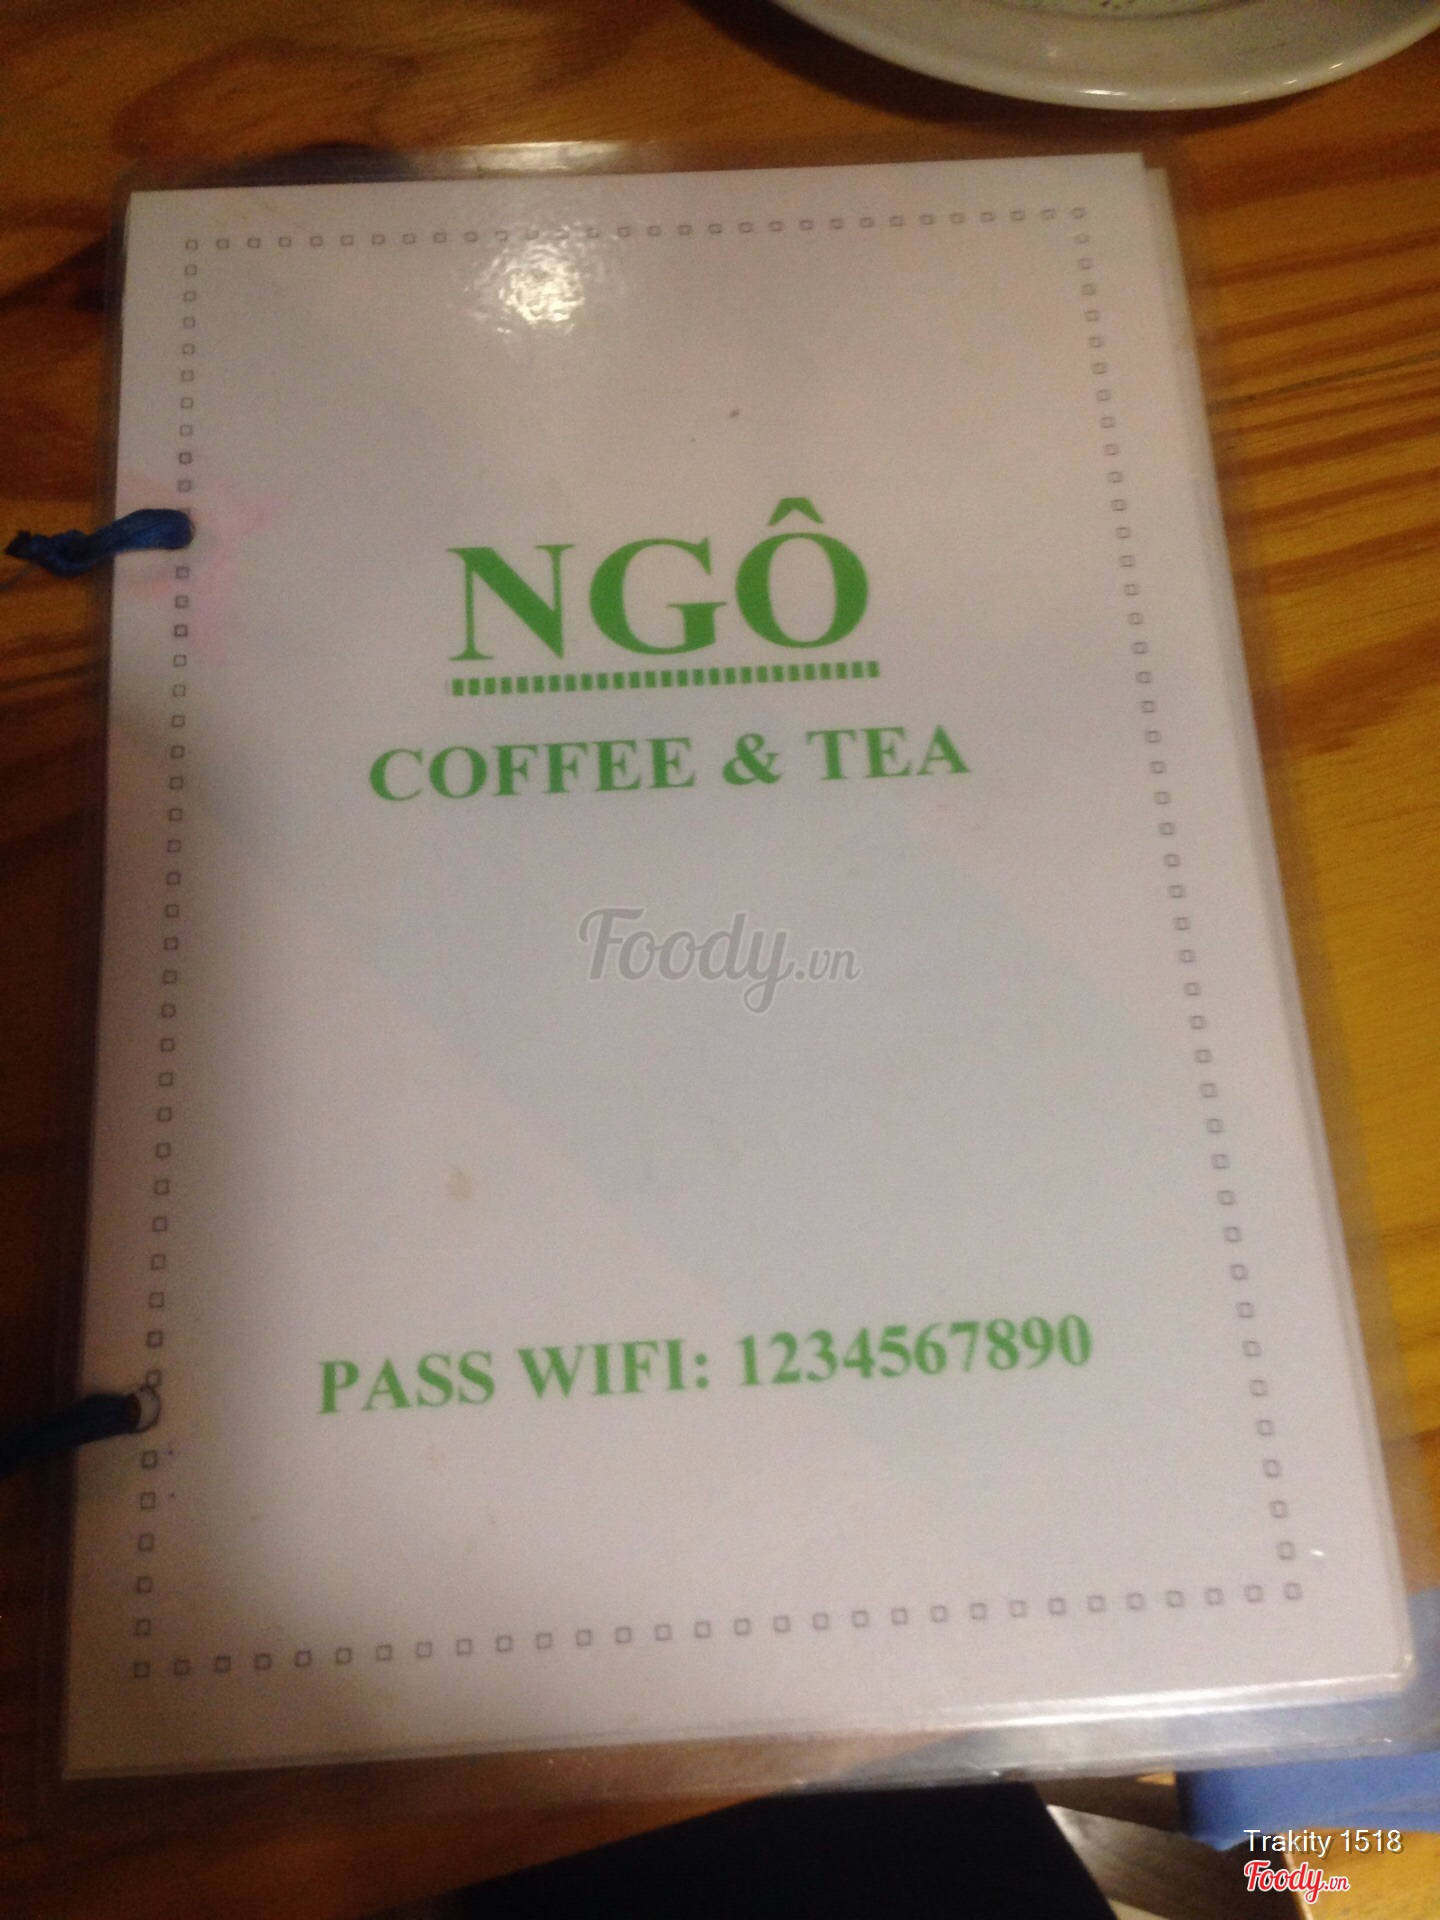 NGÔ
COFFEE & TEA
Foody.vn
PASS WIFI: 1234567890
Trakity 1518
Foody.vn